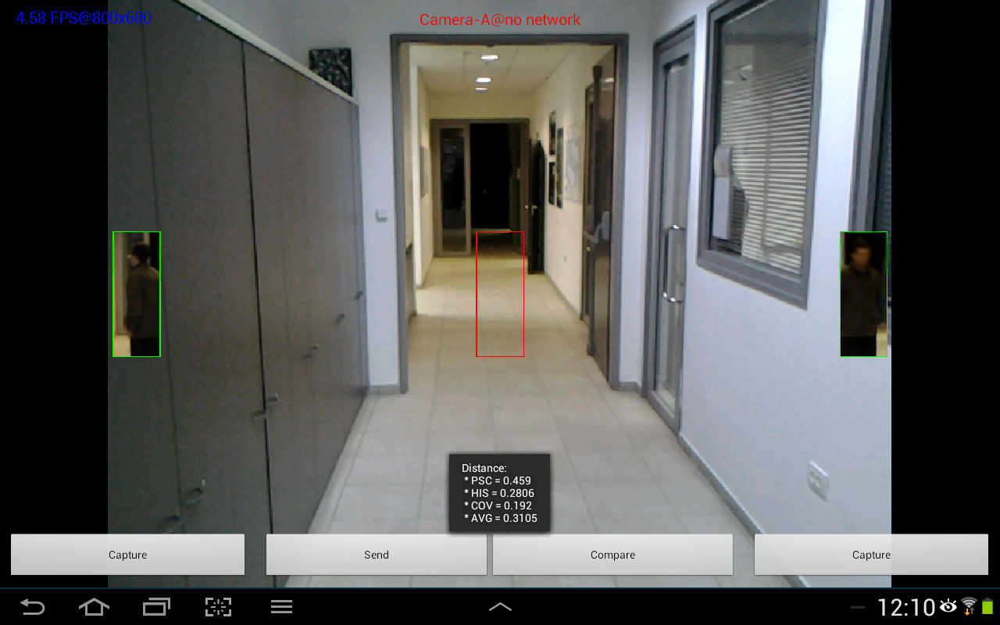 4.58 FPS@800x600
Camera-A@no network
Distance:
* PSC = 0.459
* HIS = 0.2806
* COV = 0.192
* AVG = 0.3105
Capture
Send
Compare
Capture
12:10